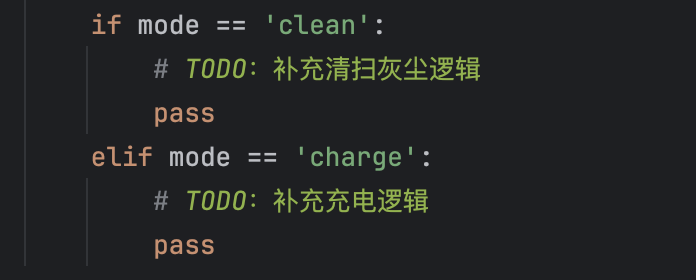 if mode == 'clean':
# TODO: 补充清扫灰尘逻辑
pass
elif mode == 'charge':
# TODO: 补充充电逻辑
pass